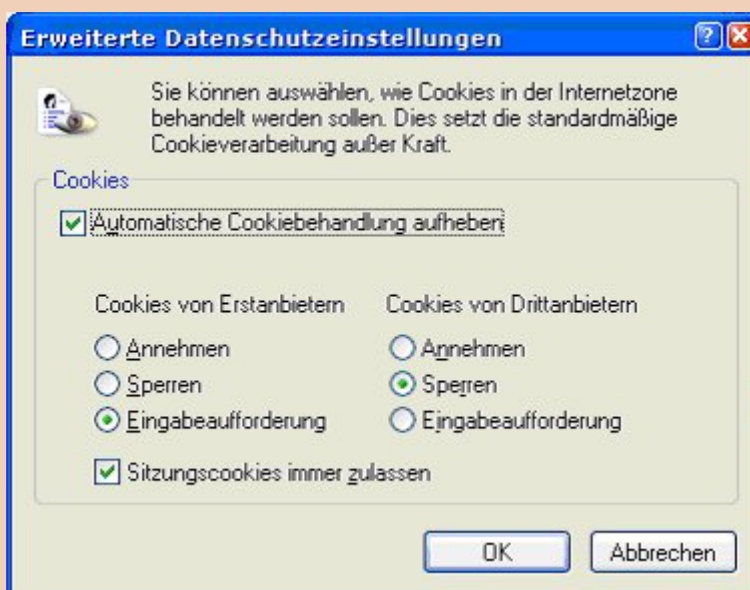 Erweiterte Datenschutzeinstellungen
Sie können auswählen, wie Cookies in der Internetzone
behandelt werden sollen. Dies setzt die standardmäßige
Cookieverarbeitung außer Kraft.
Cookies
Automatische Cookiebehandlung aufheben
Cookies von Erstanbietern
Annehmen
Sperren
Eingabeaufforderung
Cookies von Drittanbietern
Annehmen
Sperren
Eingabeaufforderung
Sitzungscookies immer zulassen
OK
Abbrechen